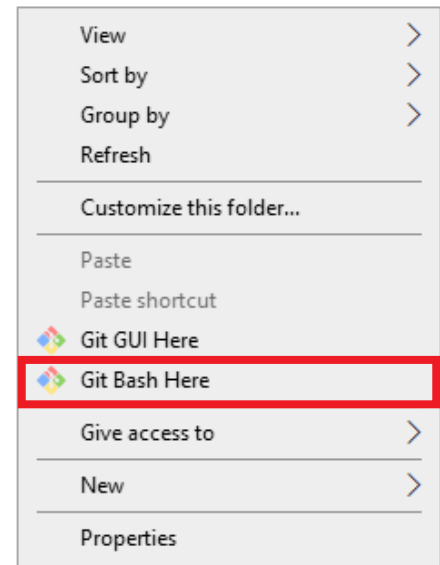 View
Sort by
Group by
Refresh
Customize this folder...
Paste
Paste shortcut
Git GUI Here
Git Bash Here
Give access to
New
Properties